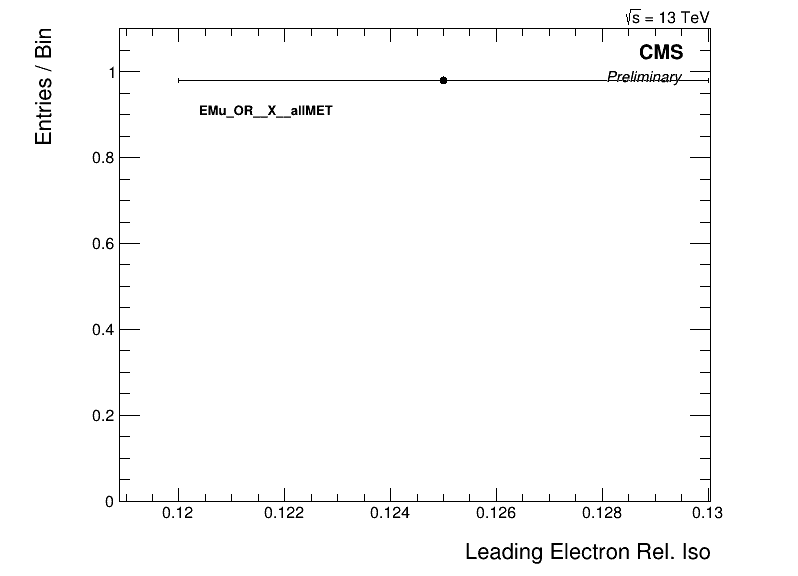 √s = 13 TeV
Entries / Bin
CMS
Preliminary
EMu_OR__X__allMET
1
0.8
0.6
0.4
0.2
0
0.12 0.122 0.124 0.126 0.128 0.13
Leading Electron Rel. Iso